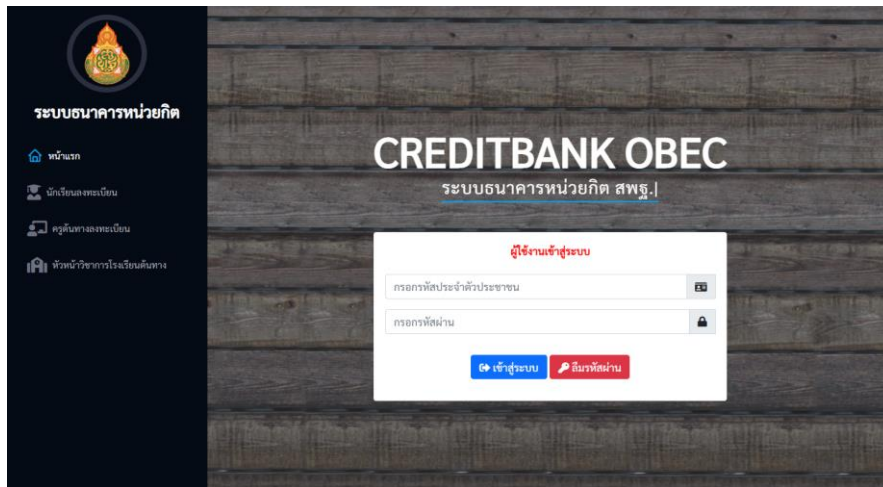 ระบบธนาคารหน่วยกิต
หน้าแรก
นักเรียนลงทะเบียน
ครูต้นทางลงทะเบียน
หัวหน้าวิชาการโรงเรียนต้นทาง
CREDITBANK OBEC
ระบบธนาคารหน่วยกิต สพฐ.|
ผู้ใช้งานเข้าสู่ระบบ
กรอกรหัสประจำตัวประชาชน
กรอกรหัสผ่าน
เข้าสู่ระบบ
ลืมรหัสผ่าน